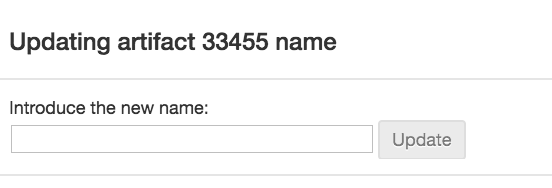 Updating artifact 33455 name
Introduce the new name:
Update